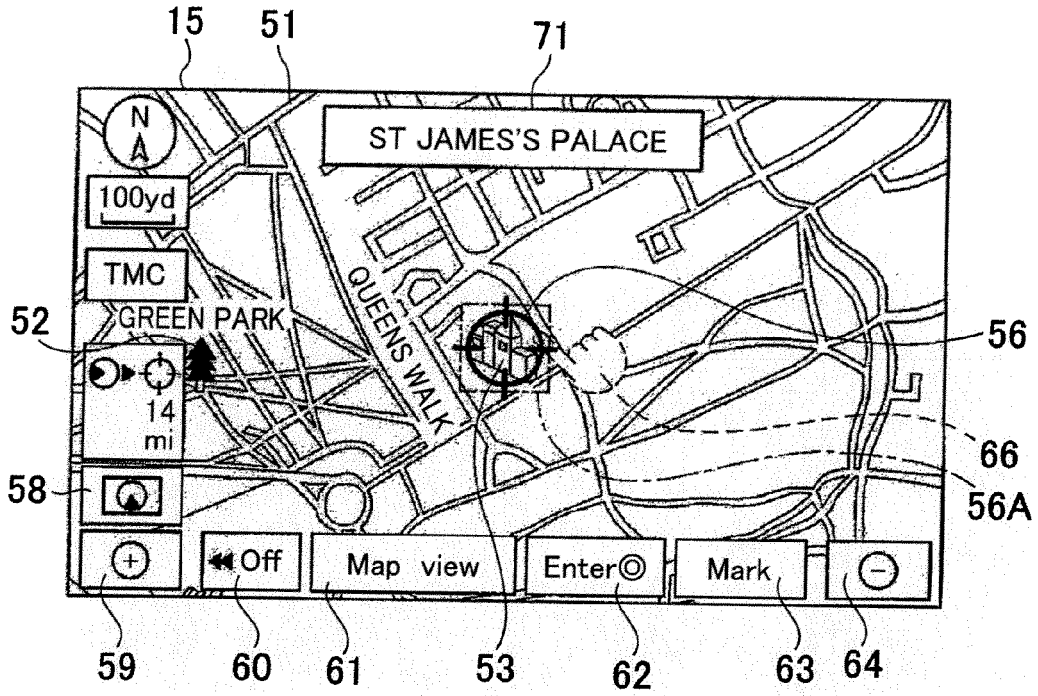 15
51
71
N
ST JAMES'S PALACE
100yd
TMC
GREEN PARK
QUEENS WALK
52
56
14
mi
66
58
56A
+
Off
Map view
Enter
Mark
−
59
60
61
53
62
63
64